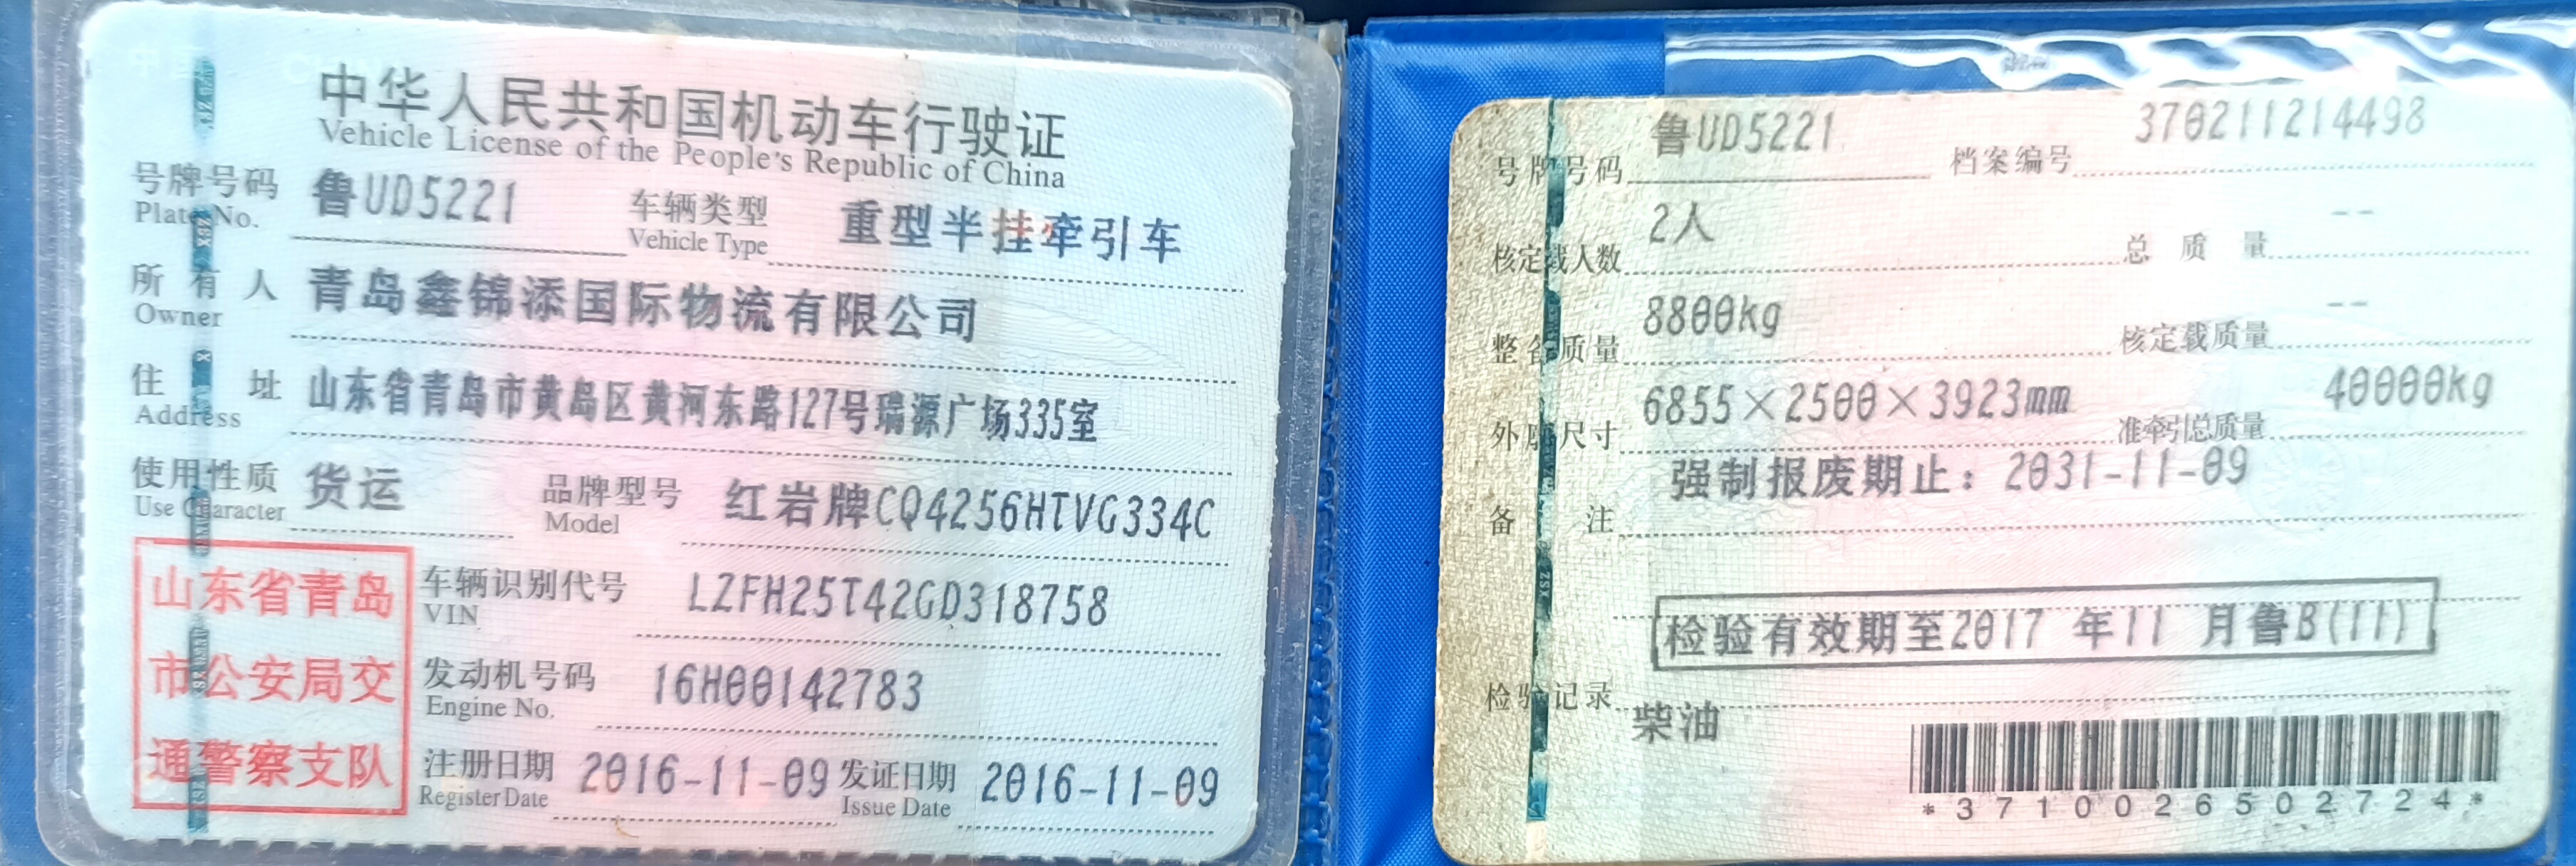 中华人民共和国机动车行驶证
Vehicle License of the People's Republic of China
号牌号码 鲁UD5221 车辆类型 重型半挂牵引车
Plate No. Vehicle Type
所有人 青岛鑫锦添国际物流有限公司
Owner
住址 山东省青岛市黄岛区黄河东路127号瑞源广场335室
Address
使用性质 货运 品牌型号 红岩牌CQ4256HTVG334C
Use Character Model
山东省青岛
市公安局交
通警察支队
车辆识别代号 LZFH25T42GD318758
VIN
发动机号码 16H00142783
Engine No.
注册日期 2016-11-09 发证日期 2016-11-09
Register Date Issue Date
号牌号码 鲁UD5221 档案编号 370211214498
核定载人数 2人 总质量 --
整备质量 8800kg 核定载质量 --
外廓尺寸 6855×2500×3923mm 准牵引总质量 40000kg
备注 强制报废期止：2031-11-09
检验有效期至2017 年11 月鲁B(11)
检验记录
柴油
*3710026502724*